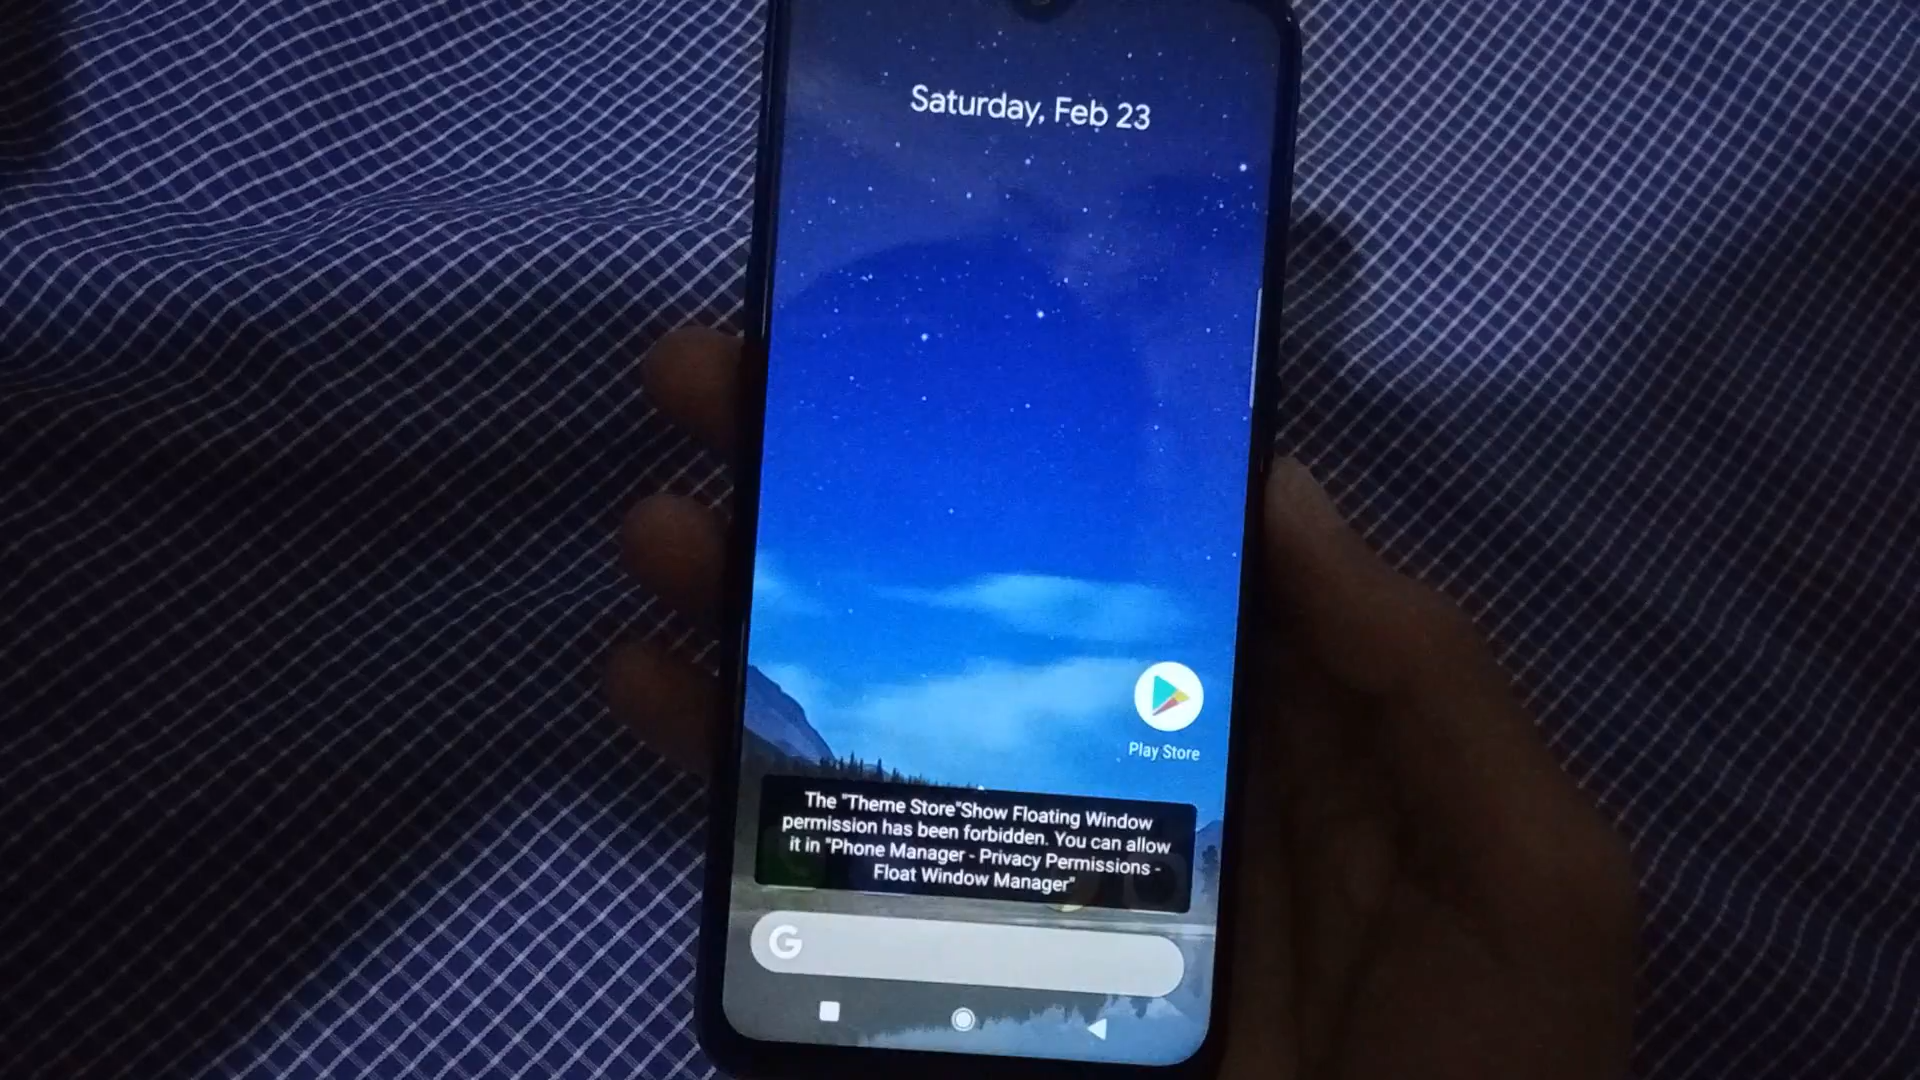 Saturday, Feb 23
Play Store
The "Theme Store"Show Floating Window
permission has been forbidden. You can allow
it in "Phone Manager - Privacy Permissions -
Float Window Manager"
G